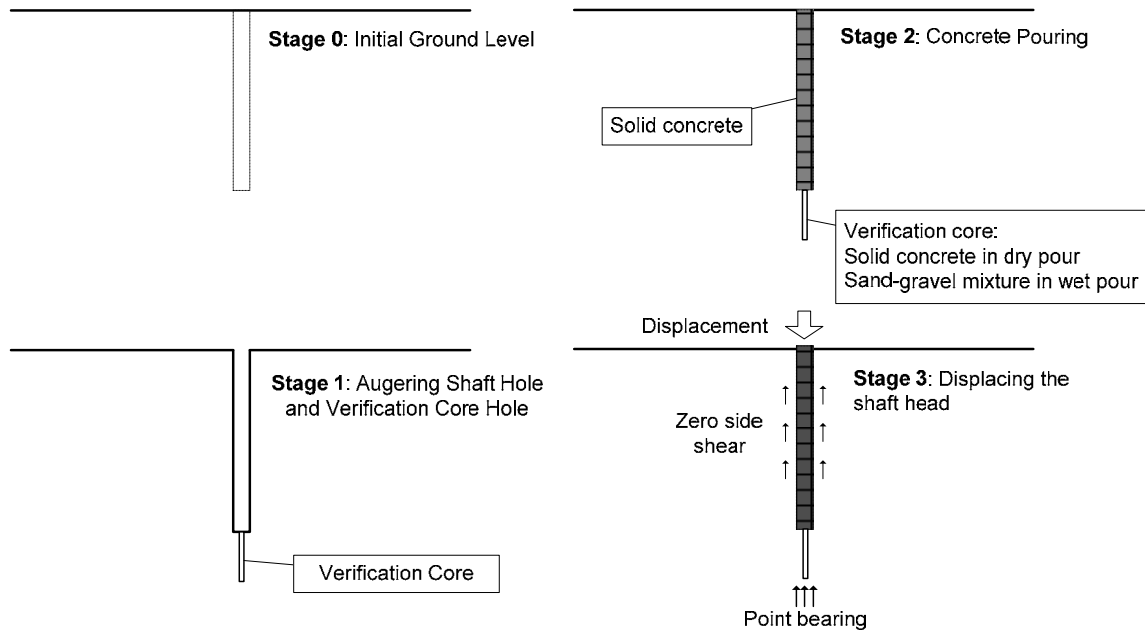 Stage 0: Initial Ground Level
Stage 2: Concrete Pouring
Solid concrete
Verification core:
Solid concrete in dry pour
Sand-gravel mixture in wet pour
Stage 1: Augering Shaft Hole
and Verification Core Hole
Verification Core
Displacement
Stage 3: Displacing the
shaft head
Zero side
shear
Point bearing